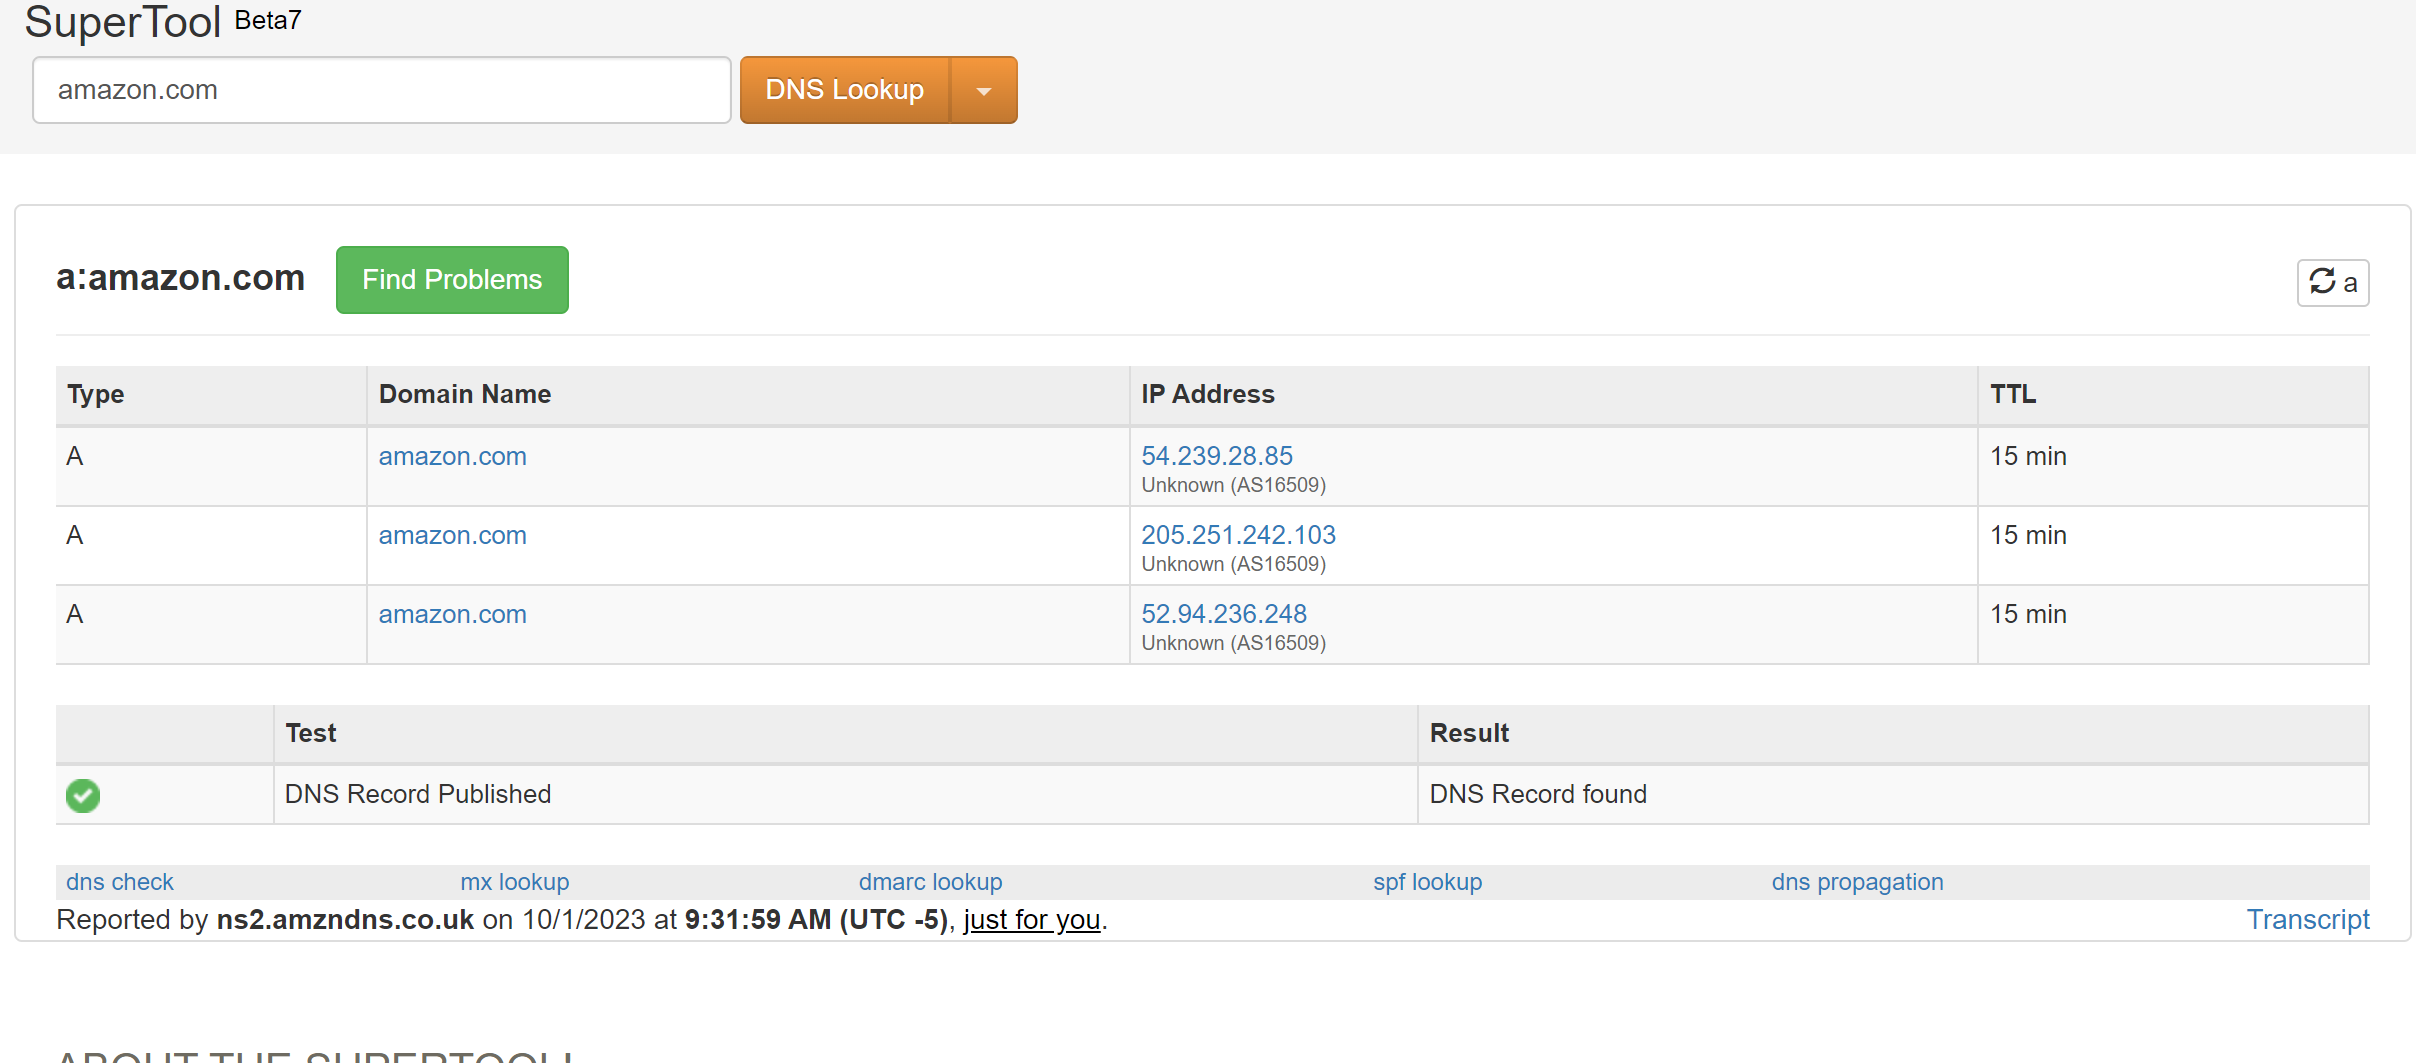 SuperTool Beta7
amazon.com DNS Lookup
a:amazon.com Find Problems a
Type Domain Name IP Address TTL
A amazon.com 54.239.28.85 15 min
Unknown (AS16509)
A amazon.com 205.251.242.103 15 min
Unknown (AS16509)
A amazon.com 52.94.236.248 15 min
Unknown (AS16509)
Test Result
DNS Record Published DNS Record found
dns check mx lookup dmarc lookup spf lookup dns propagation
Reported by ns2.amzndns.co.uk on 10/1/2023 at 9:31:59 AM (UTC -5), just for you. Transcript
ABOUT THE SUPERTOOL!